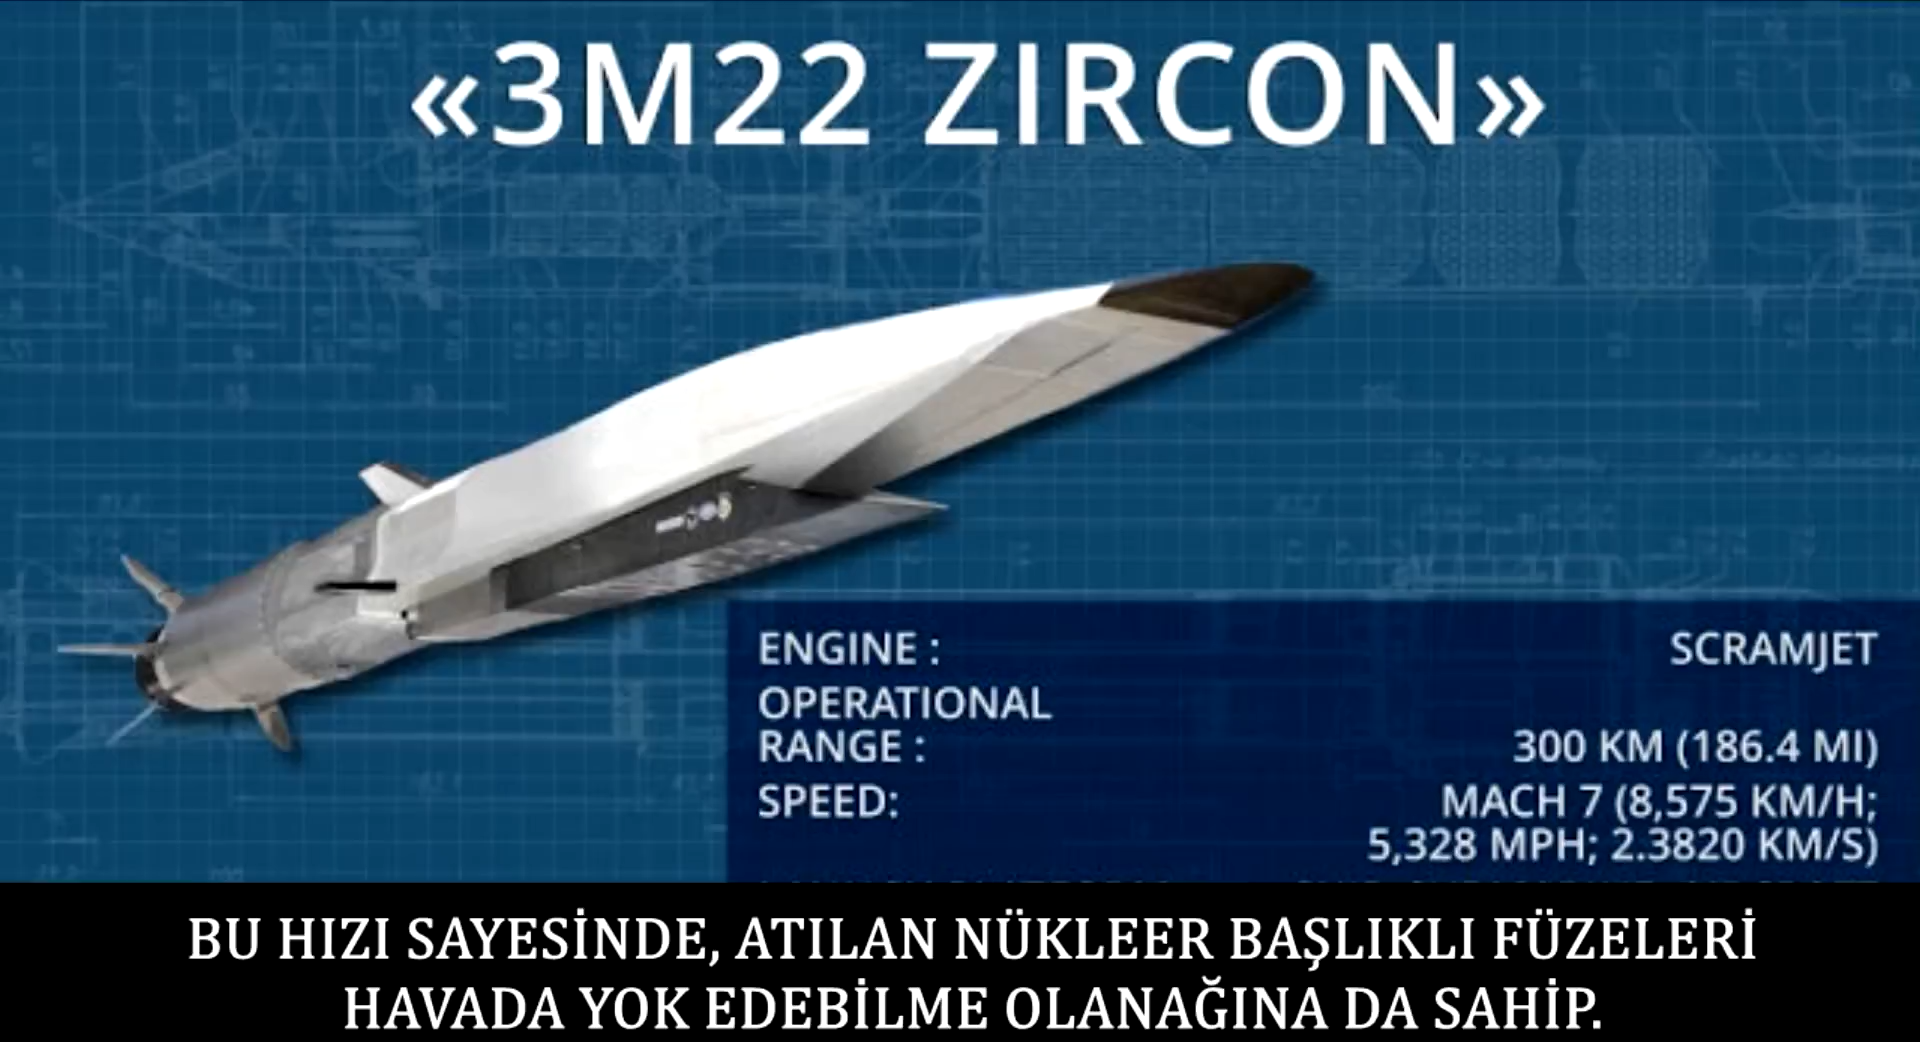 «3M22 ZIRCON»
ENGINE : SCRAMJET
OPERATIONAL
RANGE : 300 KM (186.4 MI)
SPEED: MACH 7 (8,575 KM/H;
5,328 MPH; 2.3820 KM/S)
BU HIZI SAYESİNDE, ATILAN NÜKLEER BAŞLIKLI FÜZELERİ
HAVADA YOK EDEBİLME OLANAĞINA DA SAHİP.